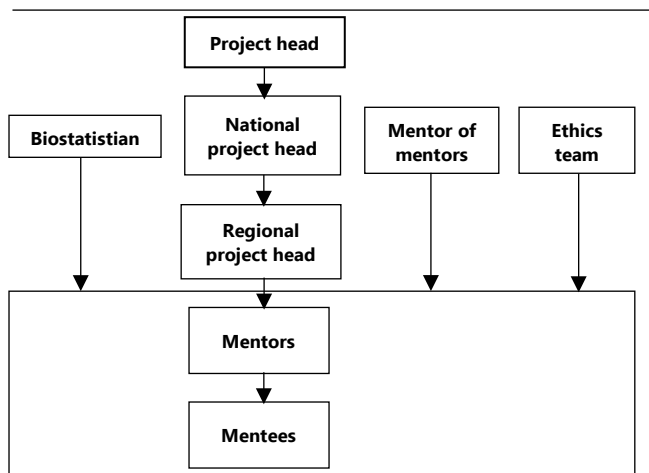 Project head
Biostatistian
National
project head
Mentor of
mentors
Ethics
team
Regional
project head
Mentors
Mentees